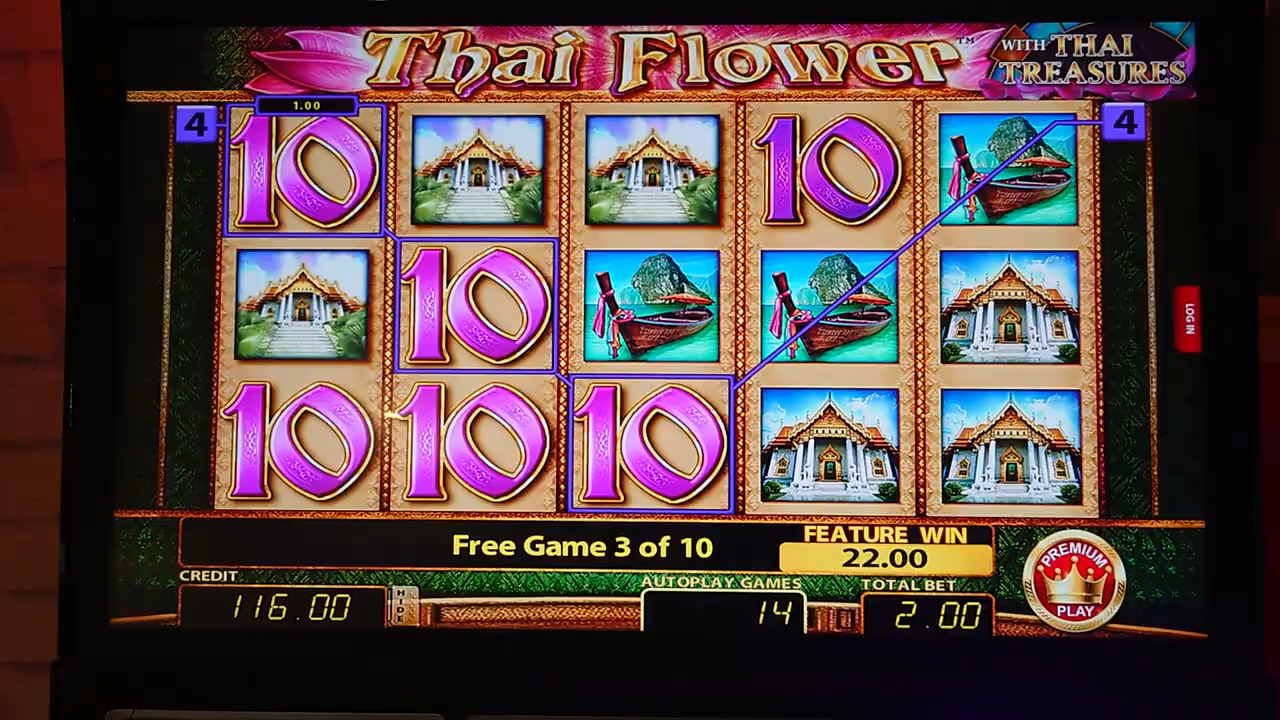 Thai Flower™
WITH THAI
TREASURES
1.00
4
4
10
10
10
10
10
10
LOG IN
Free Game 3 of 10
FEATURE WIN
22.00
CREDIT
116.00
HIDE
AUTOPLAY GAMES
14
TOTAL BET
2.00
PREMIUM
PLAY